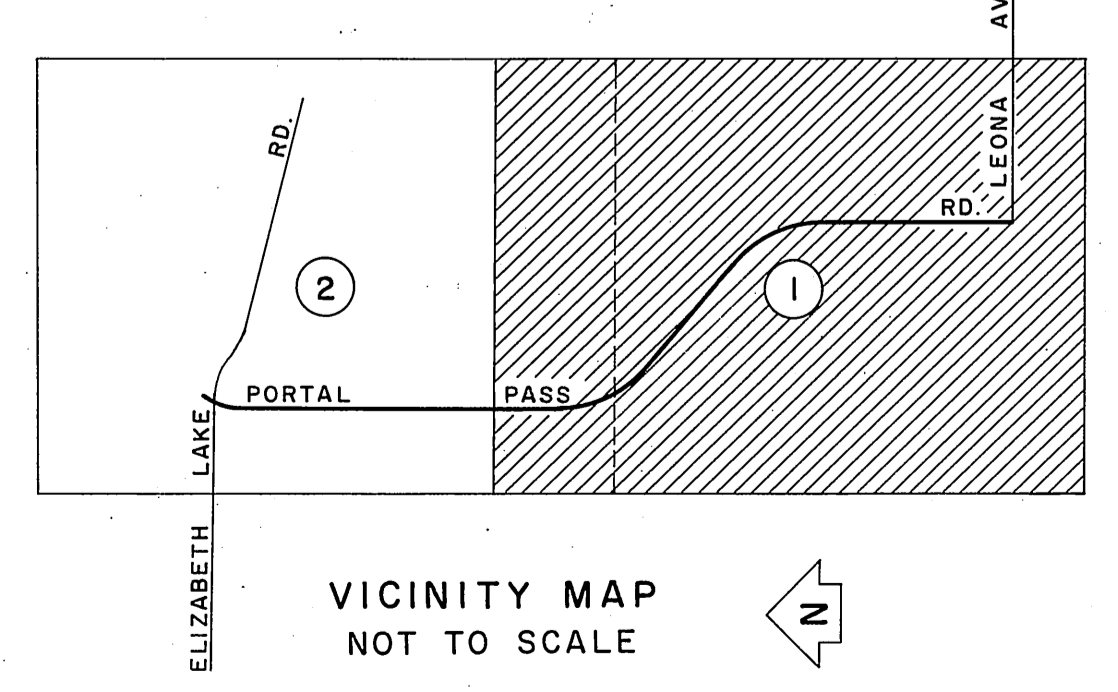 AV
LEONA
RD.
RD.
2
1
PORTAL PASS
ELIZABETH LAKE
VICINITY MAP
NOT TO SCALE
N